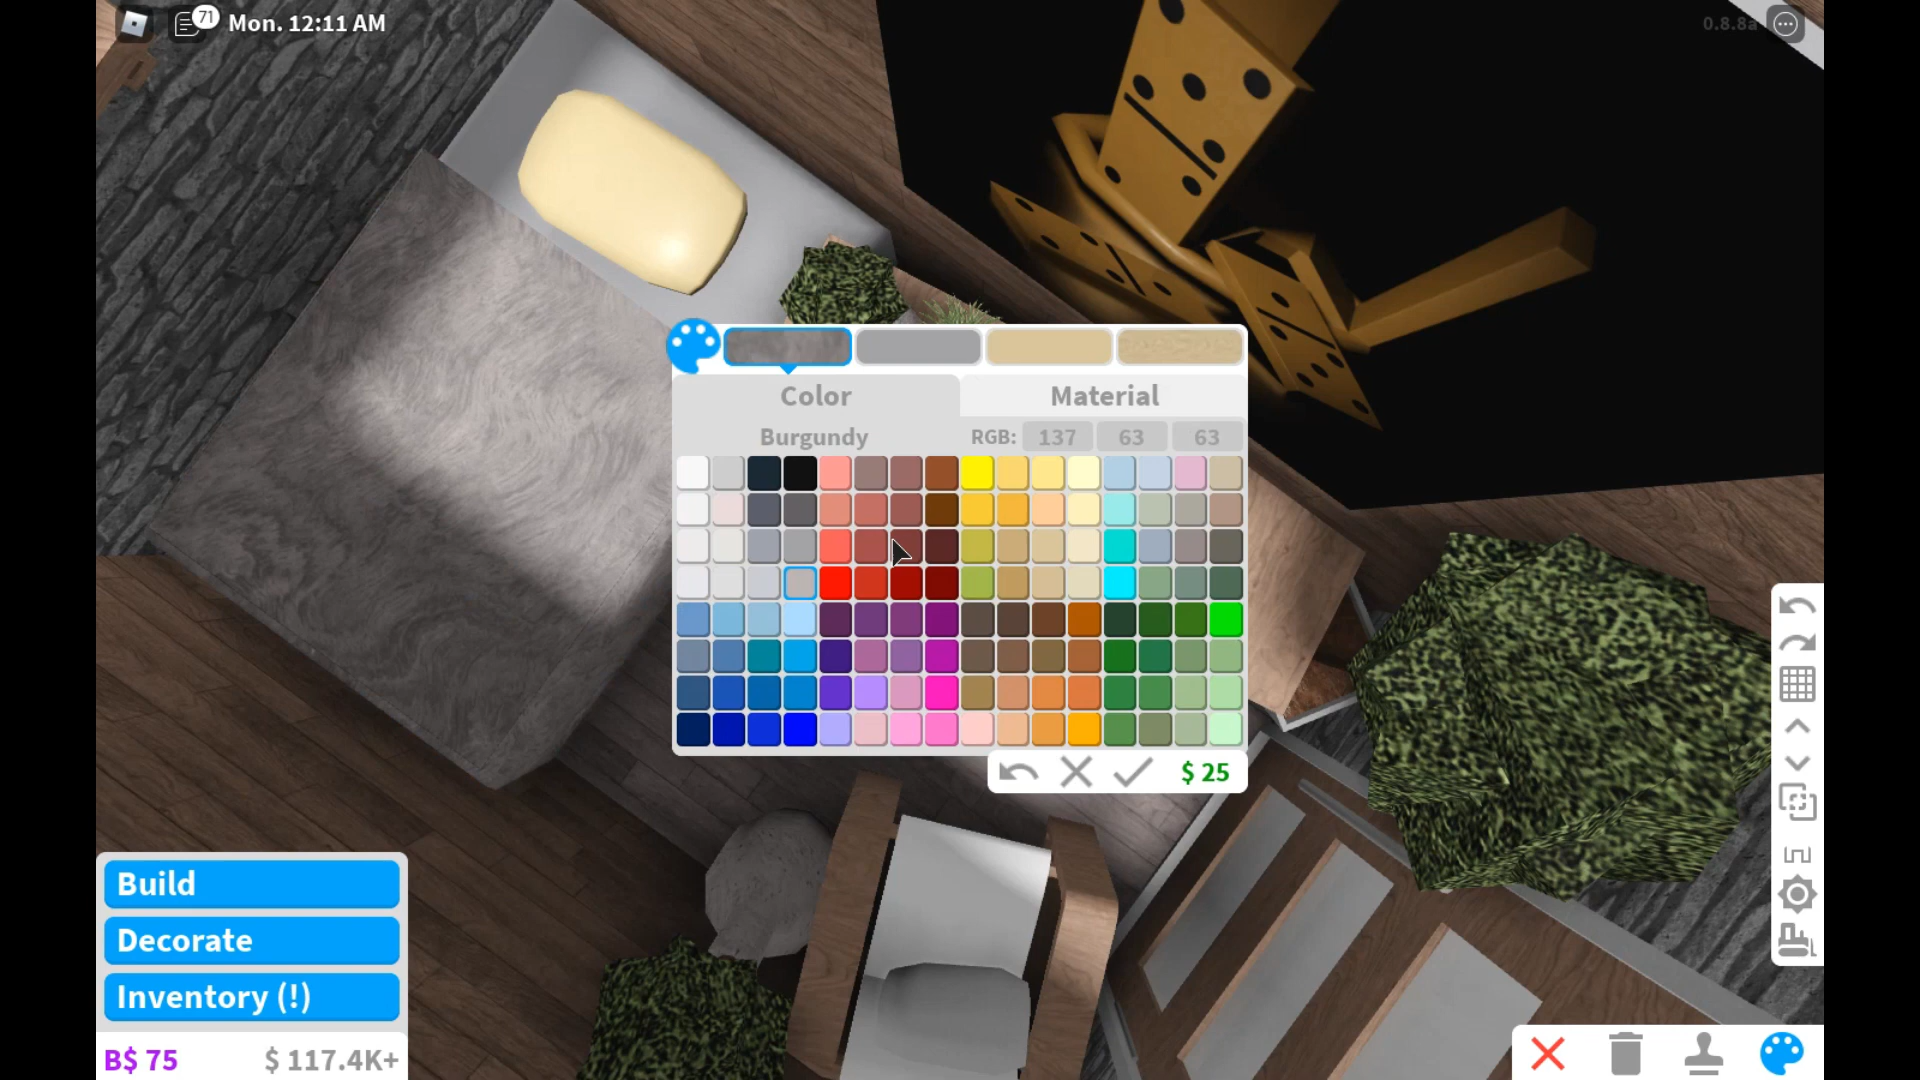 71
Mon. 12:11 AM
0.8.8a
Color
Material
Burgundy
RGB: 137 63 63
$ 25
Build
Decorate
Inventory (!)
B$ 75
$ 117.4K+